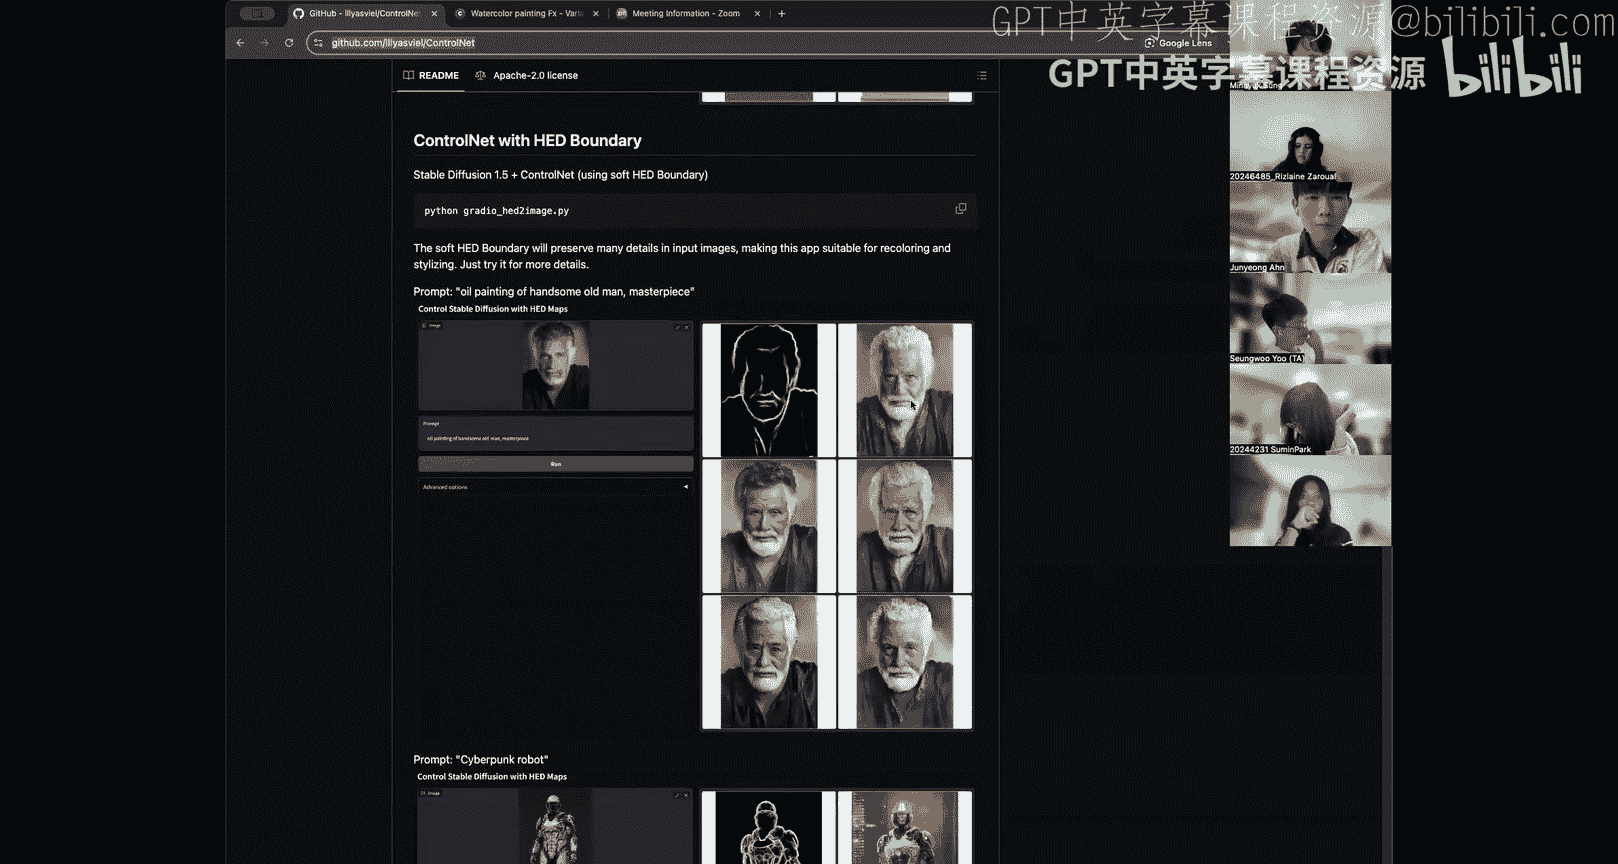 GitHub - lllyasviel/ControlNe
Watercolor painting Fx - Vari
Meeting Information - Zoom
github.com/lllyasviel/ControlNet
Google Lens
GPT中英字幕课程资源@bilibili.com
GPT中英字幕课程资源 bilibili
README
Apache-2.0 license
ControlNet with HED Boundary
Stable Diffusion 1.5 + ControlNet (using soft HED Boundary)
python gradio_hed2image.py
The soft HED Boundary will preserve many details in input images, making this app suitable for recoloring and
stylizing. Just try it for more details.
Prompt: "oil painting of handsome old man, masterpiece"
Control Stable Diffusion with HED Maps
Image
Prompt
oil painting of handsome old man, masterpiece
Run
Advanced options
Prompt: "Cyberpunk robot"
Control Stable Diffusion with HED Maps
Image
Minhyuk Sung
20246485_Rizlaine Zaroual
Junyeong Ahn
Seungwoo Yoo (TA)
20244231 SuminPark